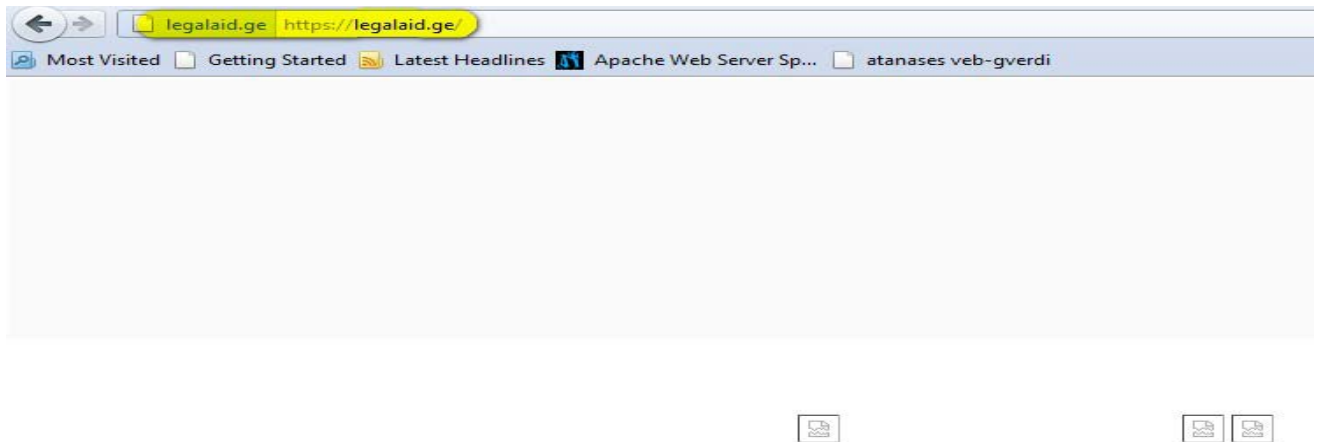 legalaid.ge https://legalaid.ge/
Most Visited Getting Started Latest Headlines Apache Web Server Sp... atanases veb-gverdi